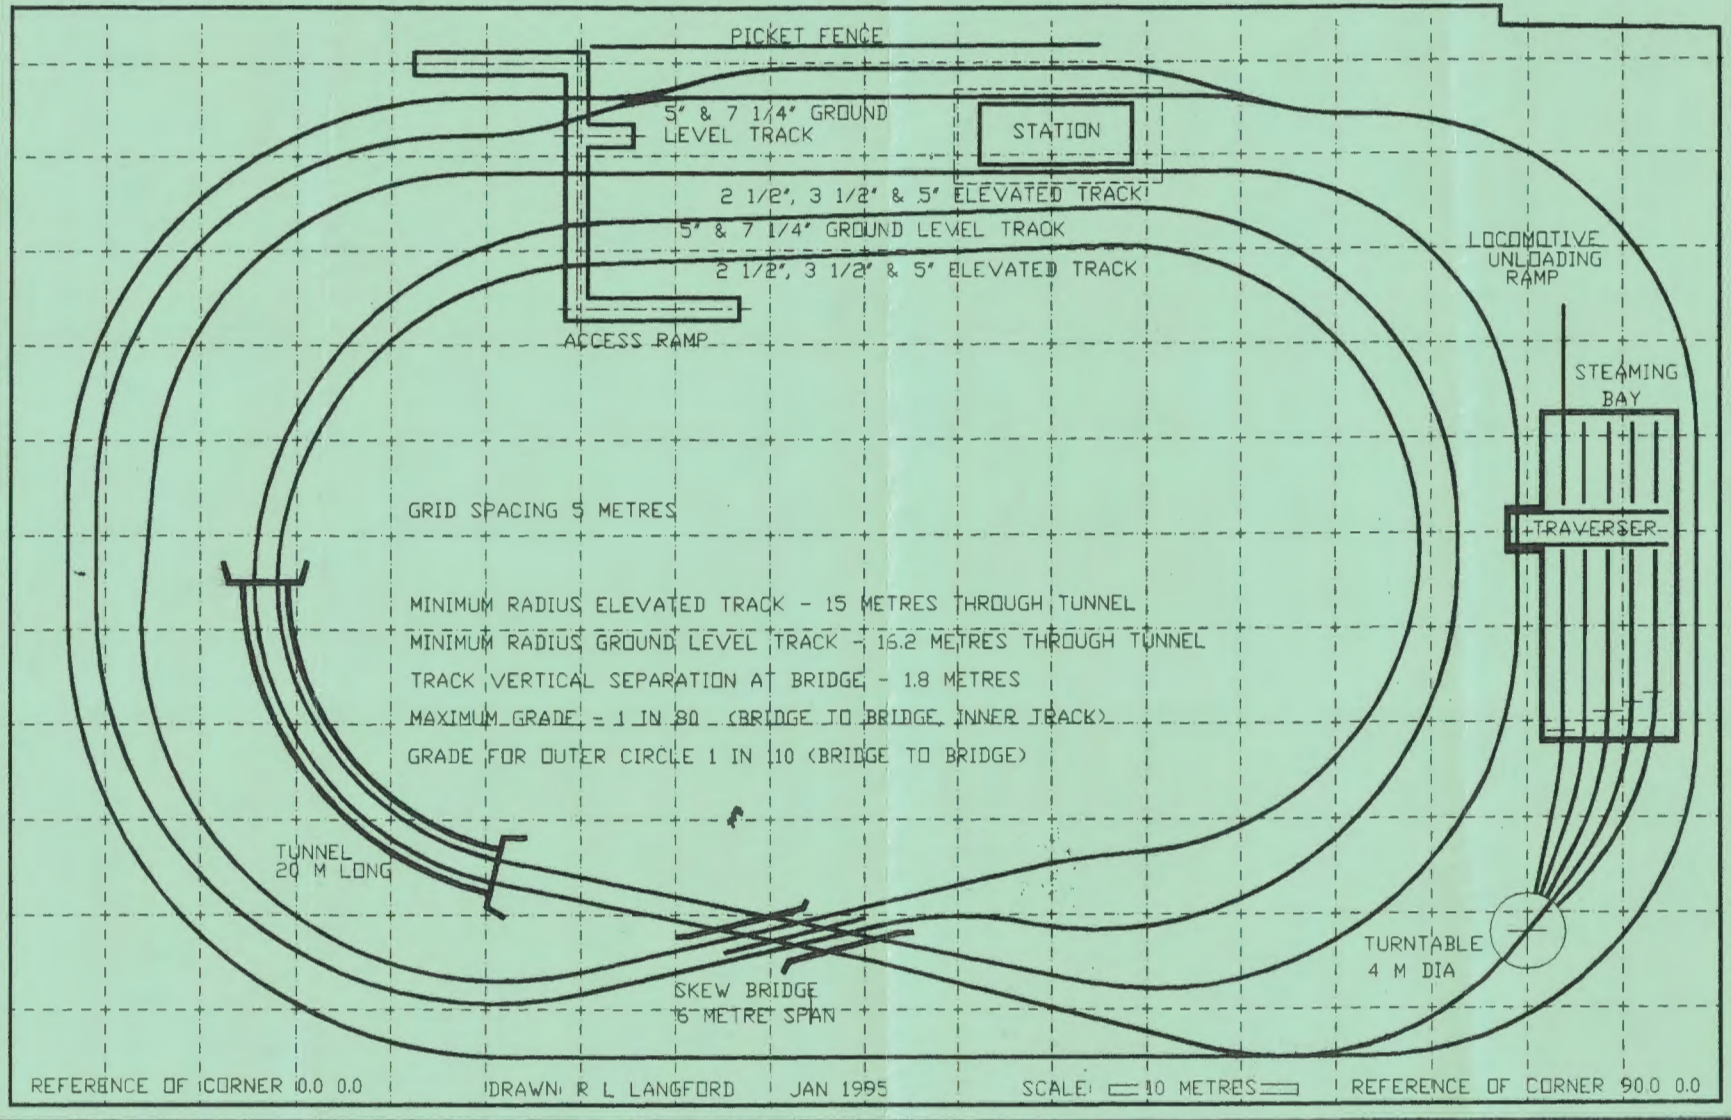 PICKET FENCE
5" & 7 1/4" GROUND
LEVEL TRACK
STATION
2 1/2", 3 1/2" & 5" ELEVATED TRACK
5" & 7 1/4" GROUND LEVEL TRACK
2 1/2", 3 1/2" & 5" ELEVATED TRACK
LOCOMOTIVE
UNLOADING
RAMP
ACCESS RAMP
STEAMING
BAY
GRID SPACING 5 METRES
TRAVERSER
MINIMUM RADIUS ELEVATED TRACK - 15 METRES THROUGH TUNNEL
MINIMUM RADIUS GROUND LEVEL TRACK - 16.2 METRES THROUGH TUNNEL
TRACK VERTICAL SEPARATION AT BRIDGE - 1.8 METRES
MAXIMUM GRADE - 1 IN 80 (BRIDGE TO BRIDGE, INNER TRACK)
GRADE FOR OUTER CIRCLE 1 IN 110 (BRIDGE TO BRIDGE)
TUNNEL
20 M LONG
TURNTABLE
4 M DIA
SKEW BRIDGE
6 METRE SPAN
REFERENCE OF CORNER 0.0 0.0
DRAWN R L LANGFORD JAN 1995
SCALE 10 METRES
REFERENCE OF CORNER 90.0 0.0